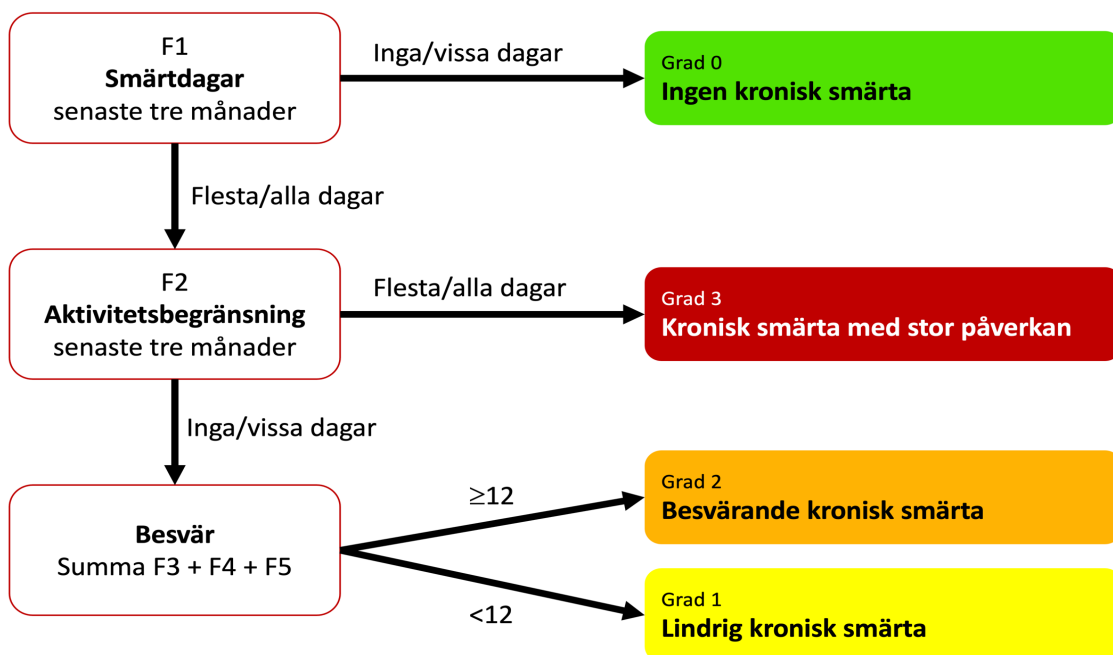 F1
Smärtdagar
senaste tre månader
Inga/vissa dagar
Grad 0
Ingen kronisk smärta
Flesta/alla dagar
F2
Aktivitetsbegränsning
senaste tre månader
Flesta/alla dagar
Grad 3
Kronisk smärta med stor påverkan
Inga/vissa dagar
Besvär
Summa F3 + F4 + F5
≥12
Grad 2
Besvärande kronisk smärta
<12
Grad 1
Lindrig kronisk smärta